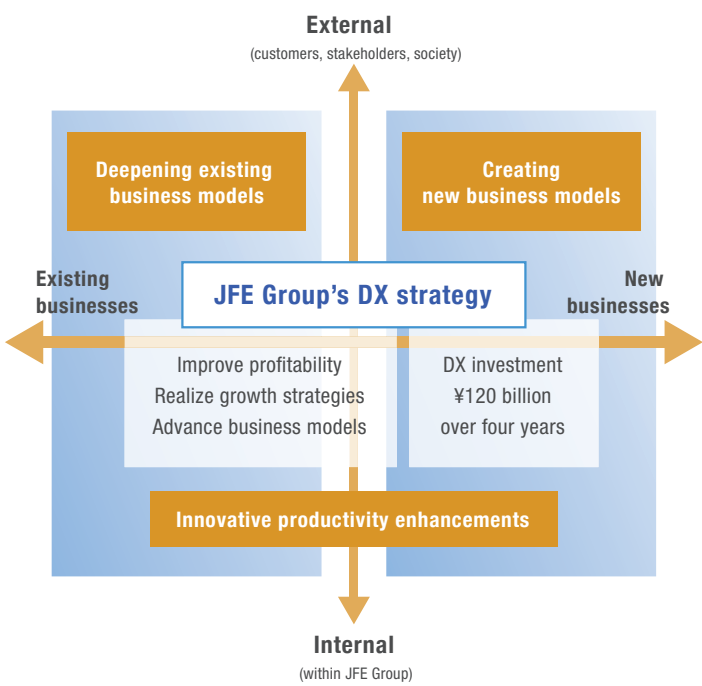 External
(customers, stakeholders, society)
Deepening existing
business models
Creating
new business models
Existing
businesses
JFE Group’s DX strategy
New
businesses
Improve profitability
Realize growth strategies
Advance business models
DX investment
¥120 billion
over four years
Innovative productivity enhancements
Internal
(within JFE Group)